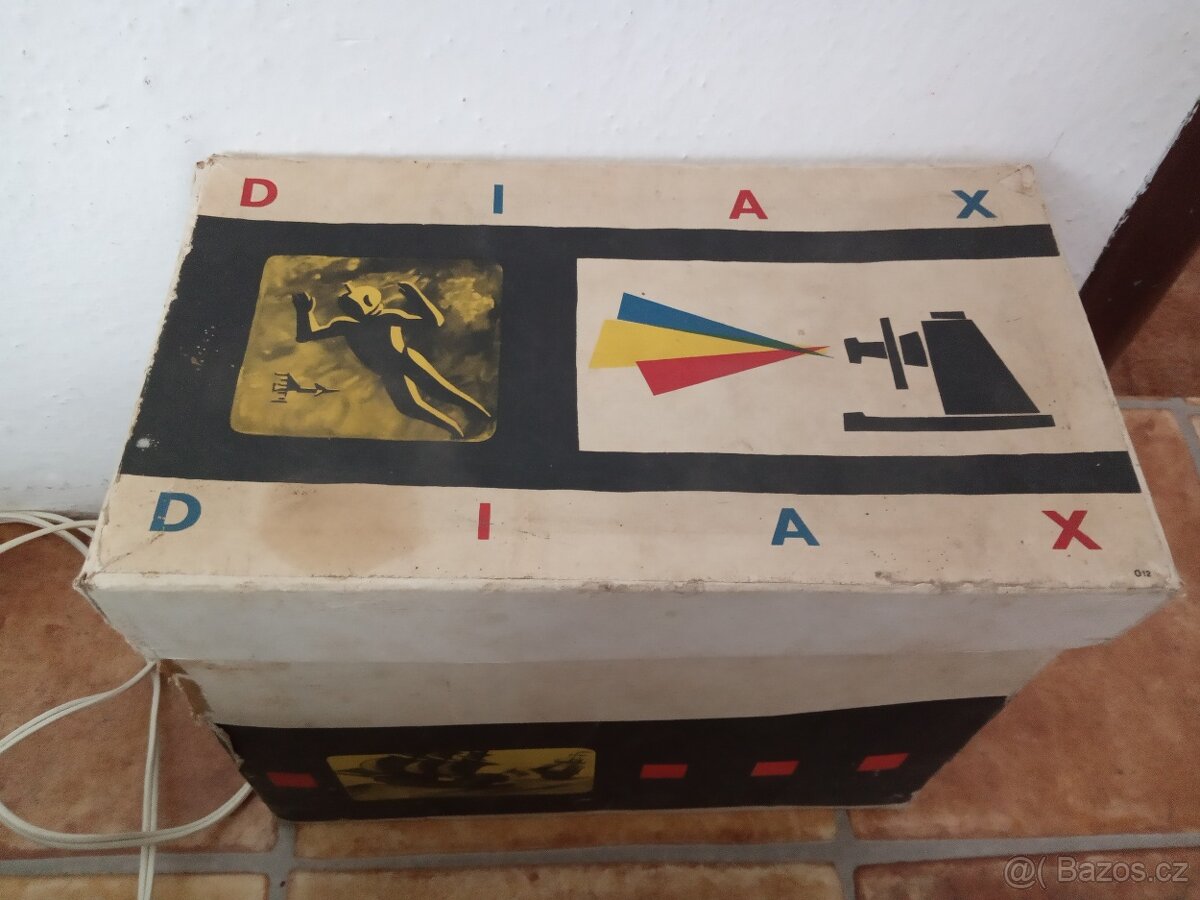 D I A X
D I A X
G12
@( Bazos.cz